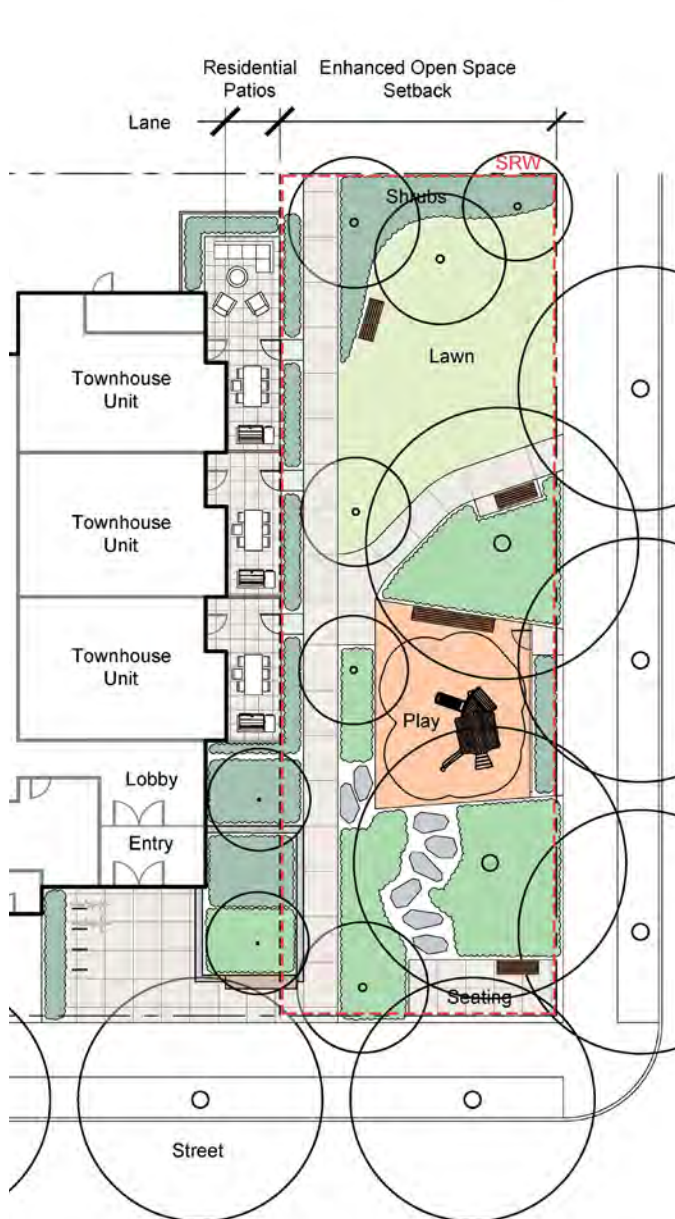 Residential
Patios
Enhanced Open Space
Setback
Lane
SRW
Shrubs
Lawn
Townhouse
Unit
Townhouse
Unit
Townhouse
Unit
Play
Lobby
Entry
Seating
Street